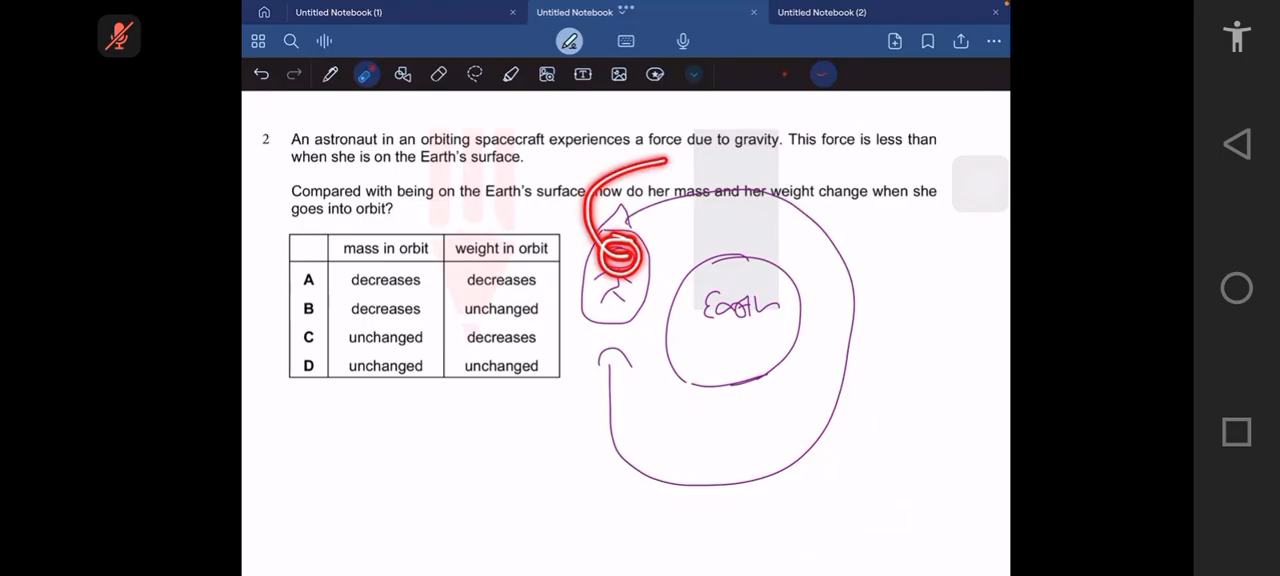 Untitled Notebook (1)
Untitled Notebook
Untitled Notebook (2)
2 An astronaut in an orbiting spacecraft experiences a force due to gravity. This force is less than
when she is on the Earth's surface.
Compared with being on the Earth's surface, how do her mass and her weight change when she
goes into orbit?
mass in orbit weight in orbit
A decreases decreases
B decreases unchanged
C unchanged decreases
D unchanged unchanged
Earth